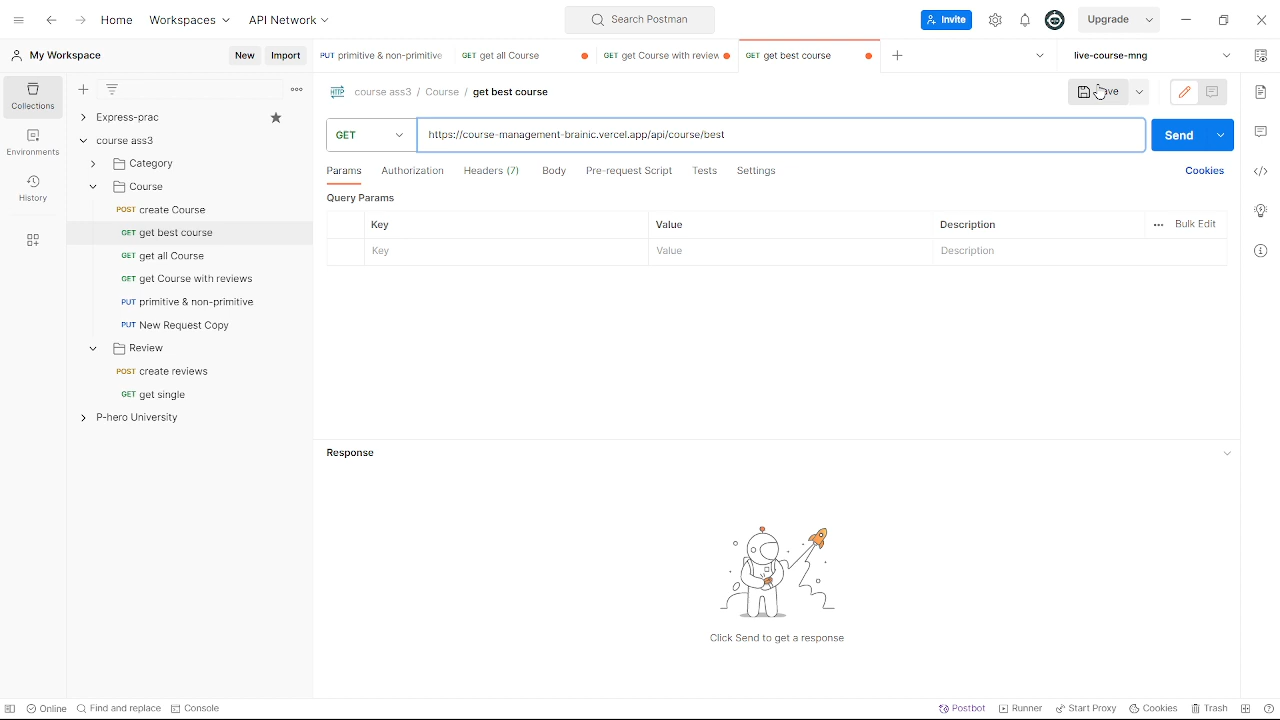 Home Workspaces API Network Search Postman Invite Upgrade
My Workspace New Import PUT primitive & non-primitive GET get all Course GET get Course with review GET get best course live-course-mng
Collections
Environments
History
Express-prac
course ass3
Category
Course
POST create Course
GET get best course
GET get all Course
GET get Course with reviews
PUT primitive & non-primitive
PUT New Request Copy
Review
POST create reviews
GET get single
P-hero University
HTTP course ass3 / Course / get best course
GET https://course-management-brainic.vercel.app/api/course/best Send
Params Authorization Headers (7) Body Pre-request Script Tests Settings Cookies
Query Params
Key Value Description Bulk Edit
Key Value Description
Response
Click Send to get a response
Online Find and replace Console Postbot Runner Start Proxy Cookies Trash